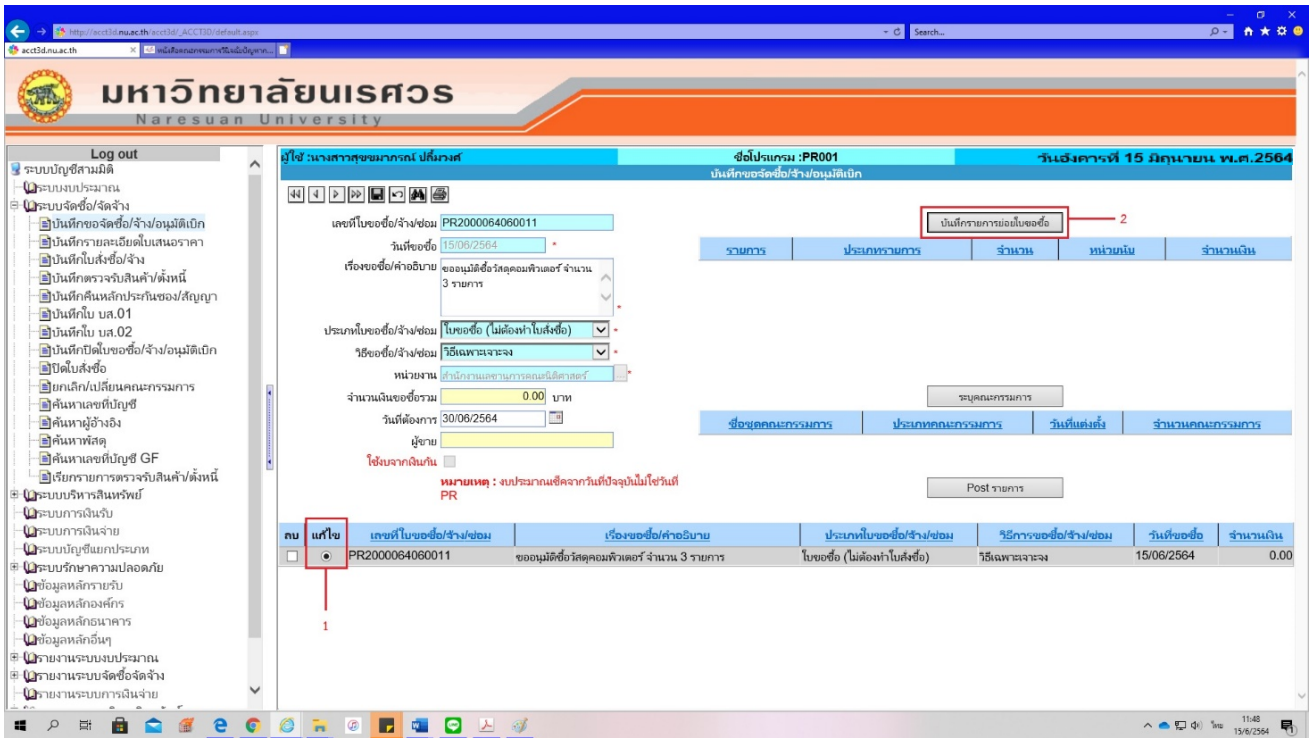 http://acct3d.nu.ac.th/acct3d/_ACCT3D/default.aspx
Search...
acct3d.nu.ac.th
มหาวิทยาลัยนเรศวร
Naresuan University
Log out
ระบบบัญชีสามมิติ
ระบบงบประมาณ
ระบบจัดซื้อ/จัดจ้าง
บันทึกขอจัดซื้อ/จ้าง/อนุมัติเบิก
บันทึกรายละเอียดใบเสนอราคา
บันทึกใบสั่งซื้อ/จ้าง
บันทึกตรวจรับสินค้า/ตั้งหนี้
บันทึกคืนหลักประกันซอง/สัญญา
บันทึกใบ บส.01
บันทึกใบ บส.02
บันทึกปิดใบขอซื้อ/จ้าง/อนุมัติเบิก
ปิดใบสั่งซื้อ
ยกเลิก/เปลี่ยนคณะกรรมการ
ค้นหาเลขที่บัญชี
ค้นหาผู้อ้างอิง
ค้นหาพัสดุ
ค้นหาเลขที่บัญชี GF
เรียกรายการตรวจรับสินค้า/ตั้งหนี้
ระบบบริหารสินทรัพย์
ระบบการเงินรับ
ระบบการเงินจ่าย
ระบบบัญชีแยกประเภท
ระบบรักษาความปลอดภัย
ข้อมูลหลักรายรับ
ข้อมูลหลักองค์กร
ข้อมูลหลักธนาคาร
ข้อมูลหลักอื่นๆ
รายงานระบบงบประมาณ
รายงานระบบจัดซื้อจัดจ้าง
รายงานระบบการเงินจ่าย
ผู้ใช้ :นางสาวสุขขมาภรณ์ ปลื้มวงศ์ ชื่อโปรแกรม :PR001 วันอังคารที่ 15 มิถุนายน พ.ศ.2564
บันทึกขอจัดซื้อ/จ้าง/อนุมัติเบิก
เลขที่ใบขอซื้อ/จ้าง/ซ่อม PR2000064060011
วันที่ขอซื้อ 15/06/2564 *
เรื่องขอซื้อ/คำอธิบาย ขออนุมัติซื้อวัสดุคอมพิวเตอร์ จำนวน
3 รายการ
*
ประเภทใบขอซื้อ/จ้าง/ซ่อม ใบขอซื้อ (ไม่ต้องทำใบสั่งซื้อ) *
วิธีขอซื้อ/จ้าง/ซ่อม วิธีเฉพาะเจาะจง *
หน่วยงาน สำนักงานเลขานุการคณะนิติศาสตร์ ... *
จำนวนเงินขอซื้อรวม 0.00 บาท
วันที่ต้องการ 30/06/2564
ผู้ขาย
ใช้งบจากเงินกัน
หมายเหตุ : งบประมาณเช็คจากวันที่ปัจจุบันไม่ใช่วันที่
PR
บันทึกรายการย่อยใบขอซื้อ 2
รายการ ประเภทรายการ จำนวน หน่วยนับ จำนวนเงิน
ระบุคณะกรรมการ
ชื่อชุดคณะกรรมการ ประเภทคณะกรรมการ วันที่แต่งตั้ง จำนวนคณะกรรมการ
Post รายการ
ลบ แก้ไข เลขที่ใบขอซื้อ/จ้าง/ซ่อม เรื่องขอซื้อ/คำอธิบาย ประเภทใบขอซื้อ/จ้าง/ซ่อม วิธีการขอซื้อ/จ้าง/ซ่อม วันที่ขอซื้อ จำนวนเงิน
PR2000064060011 ขออนุมัติซื้อวัสดุคอมพิวเตอร์ จำนวน 3 รายการ ใบขอซื้อ (ไม่ต้องทำใบสั่งซื้อ) วิธีเฉพาะเจาะจง 15/06/2564 0.00
1
ไทย
11:48
15/6/2564